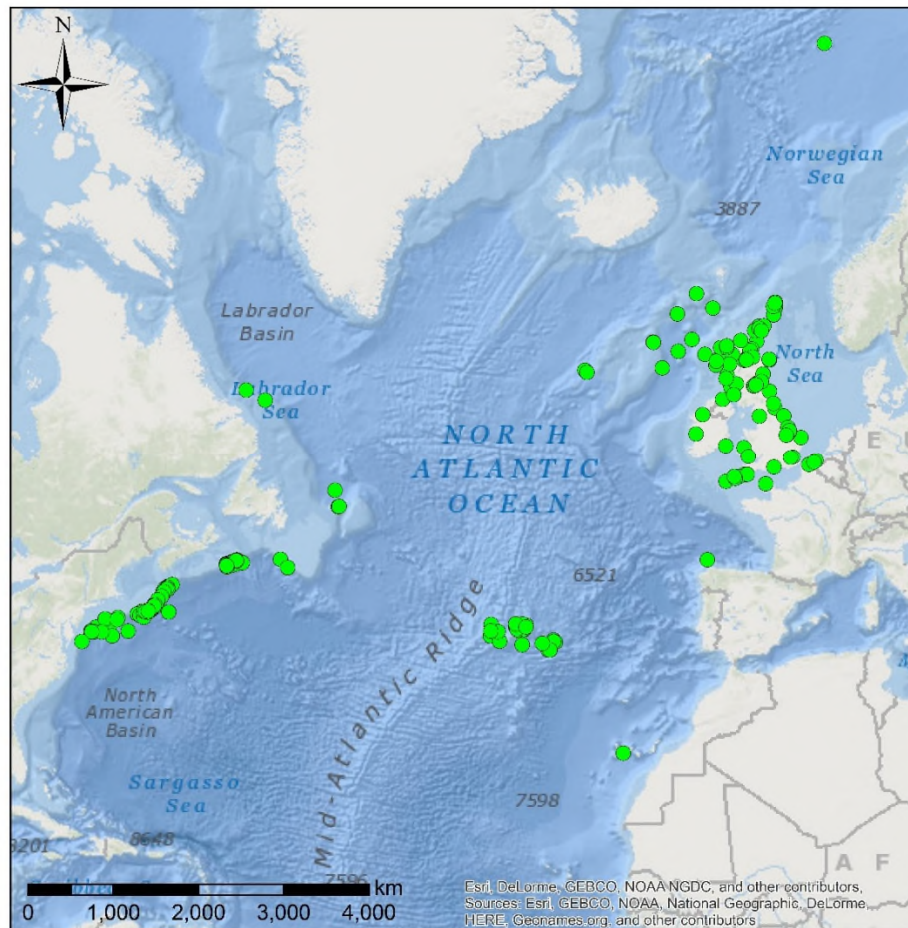 N
Norwegian
Sea
3887
Labrador
Basin
Labrador
Sea
North
Sea
NORTH
ATLANTIC
OCEAN
E
6521
Mid-Atlantic Ridge
North
American
Basin
Sargasso
Sea
7598
8648
8201
A F
7596
km
0 1,000 2,000 3,000 4,000
Esri, DeLorme, GEBCO, NOAA NGDC, and other contributors,
Sources: Esri, GEBCO, NOAA, National Geographic, DeLorme,
HERE, Geonames.org, and other contributors